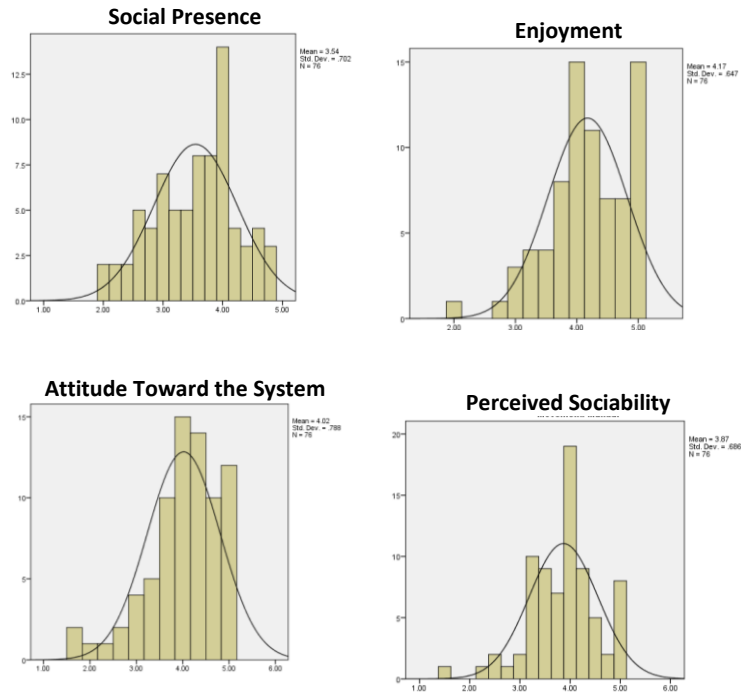 Social Presence
Mean = 3.54
Std. Dev. = .702
N = 76
12.5
10.0
7.5
5.0
2.5
0.0
1.00 2.00 3.00 4.00 5.00
Enjoyment
Mean = 4.17
Std. Dev. = .647
N = 76
15
10
5
0
2.00 3.00 4.00 5.00
Attitude Toward the System
Mean = 4.02
Std. Dev. = .788
N = 76
15
10
5
0
1.00 2.00 3.00 4.00 5.00 6.00
Perceived Sociability
Mean = 3.87
Std. Dev. = .686
N = 76
20
15
10
5
0
1.00 2.00 3.00 4.00 5.00 6.00